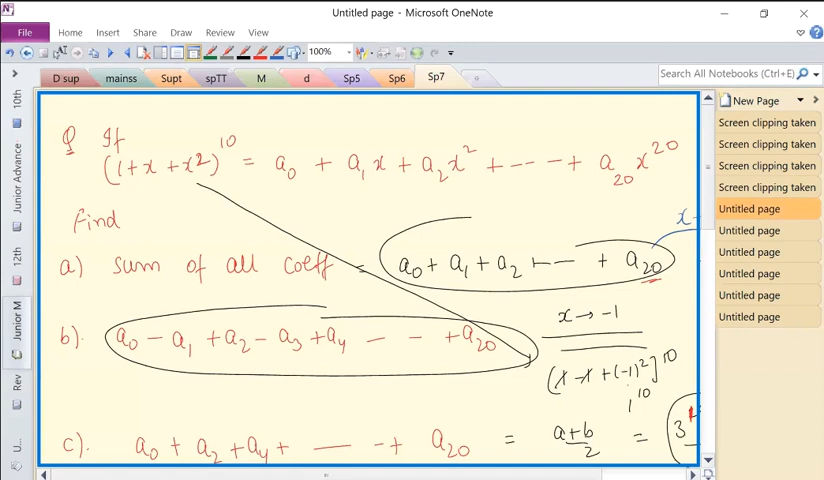 Untitled page - Microsoft OneNote
File Home Insert Share Draw Review View
100%
D sup mainss Supt spTT M d Sp5 Sp6 Sp7
Search All Notebooks (Ctrl+E)
New Page
Screen clipping taken
Screen clipping taken
Screen clipping taken
Screen clipping taken
Untitled page
Untitled page
Untitled page
Untitled page
Untitled page
Untitled page
10th
Junior Advance
12th
Junior M
Rev
U...
Q If
(1+x+x²)¹⁰ = a₀ + a₁x + a₂x² + --- + a₂₀x²⁰
Find
x-
a) sum of all coeff = a₀ + a₁ + a₂ + — + a₂₀
b). a₀ - a₁ + a₂ - a₃ + a₄ - - + a₂₀
x → -1
[1-1+(-1)²]¹⁰
1¹⁰
c). a₀ + a₂ + a₄ + — - + a₂₀ = a+b/2 = 3